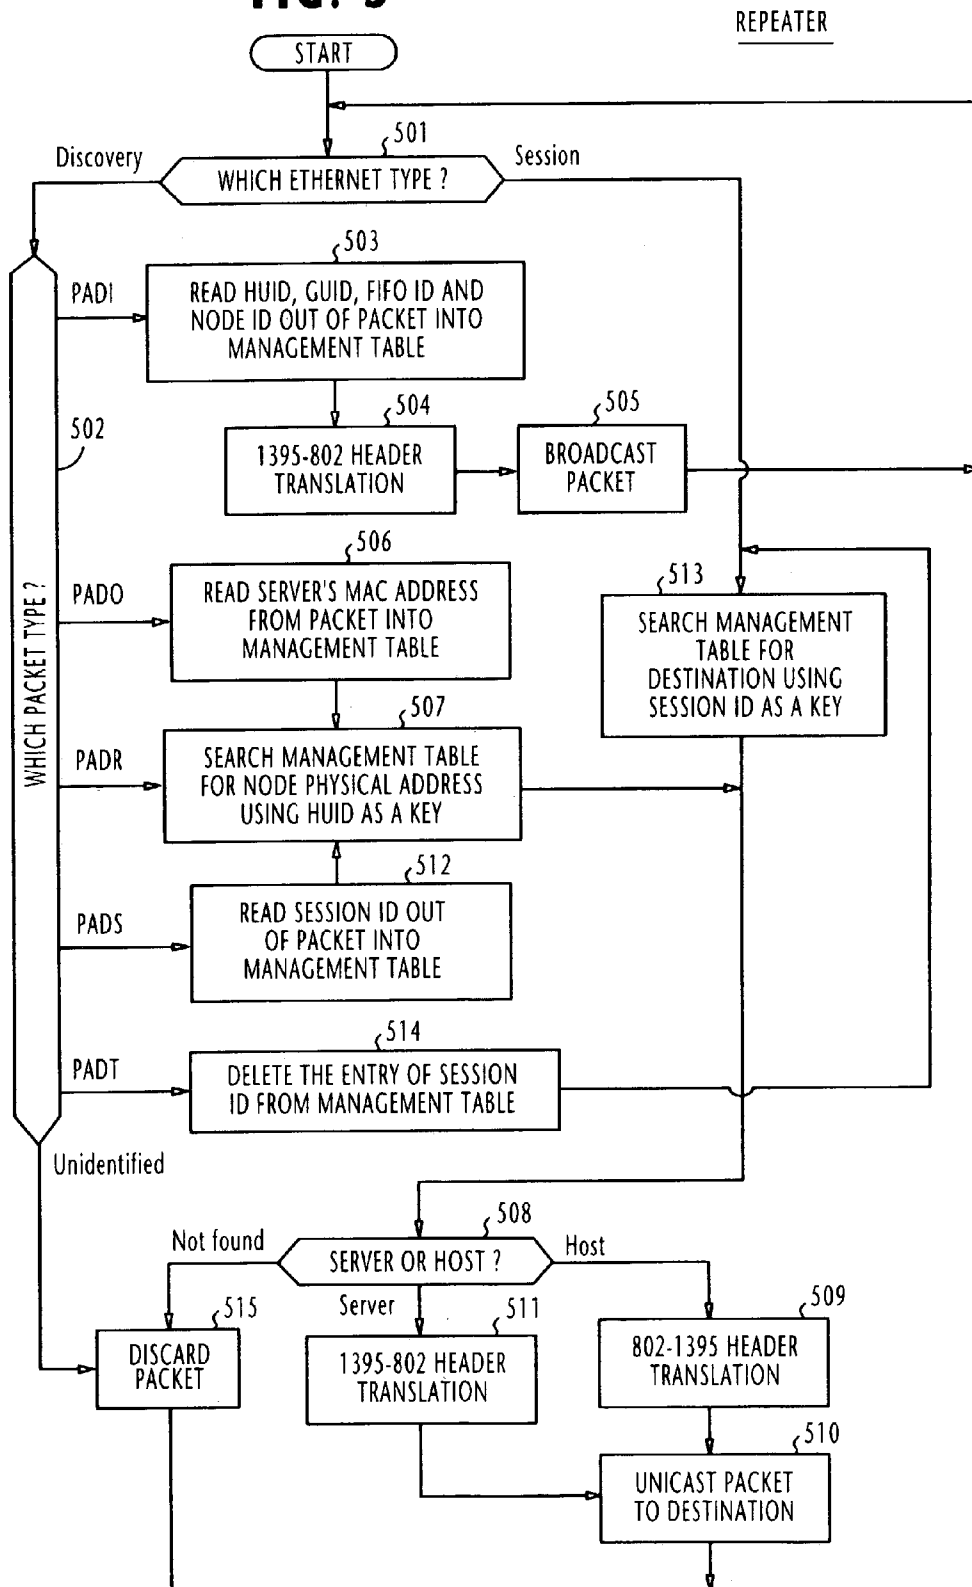 REPEATER
START
501
Discovery
Session
WHICH ETHERNET TYPE ?
503
PADI
READ HUID, GUID, FIFO ID AND
NODE ID OUT OF PACKET INTO
MANAGEMENT TABLE
502
504
505
1395-802 HEADER
TRANSLATION
BROADCAST
PACKET
506
PADO
READ SERVER'S MAC ADDRESS
FROM PACKET INTO
MANAGEMENT TABLE
513
SEARCH MANAGEMENT
TABLE FOR
DESTINATION USING
SESSION ID AS A KEY
WHICH PACKET TYPE ?
507
PADR
SEARCH MANAGEMENT TABLE
FOR NODE PHYSICAL ADDRESS
USING HUID AS A KEY
512
PADS
READ SESSION ID OUT
OF PACKET INTO
MANAGEMENT TABLE
514
PADT
DELETE THE ENTRY OF SESSION
ID FROM MANAGEMENT TABLE
Unidentified
508
Not found
SERVER OR HOST ?
Host
Server
515
DISCARD
PACKET
511
1395-802 HEADER
TRANSLATION
509
802-1395 HEADER
TRANSLATION
510
UNICAST PACKET
TO DESTINATION